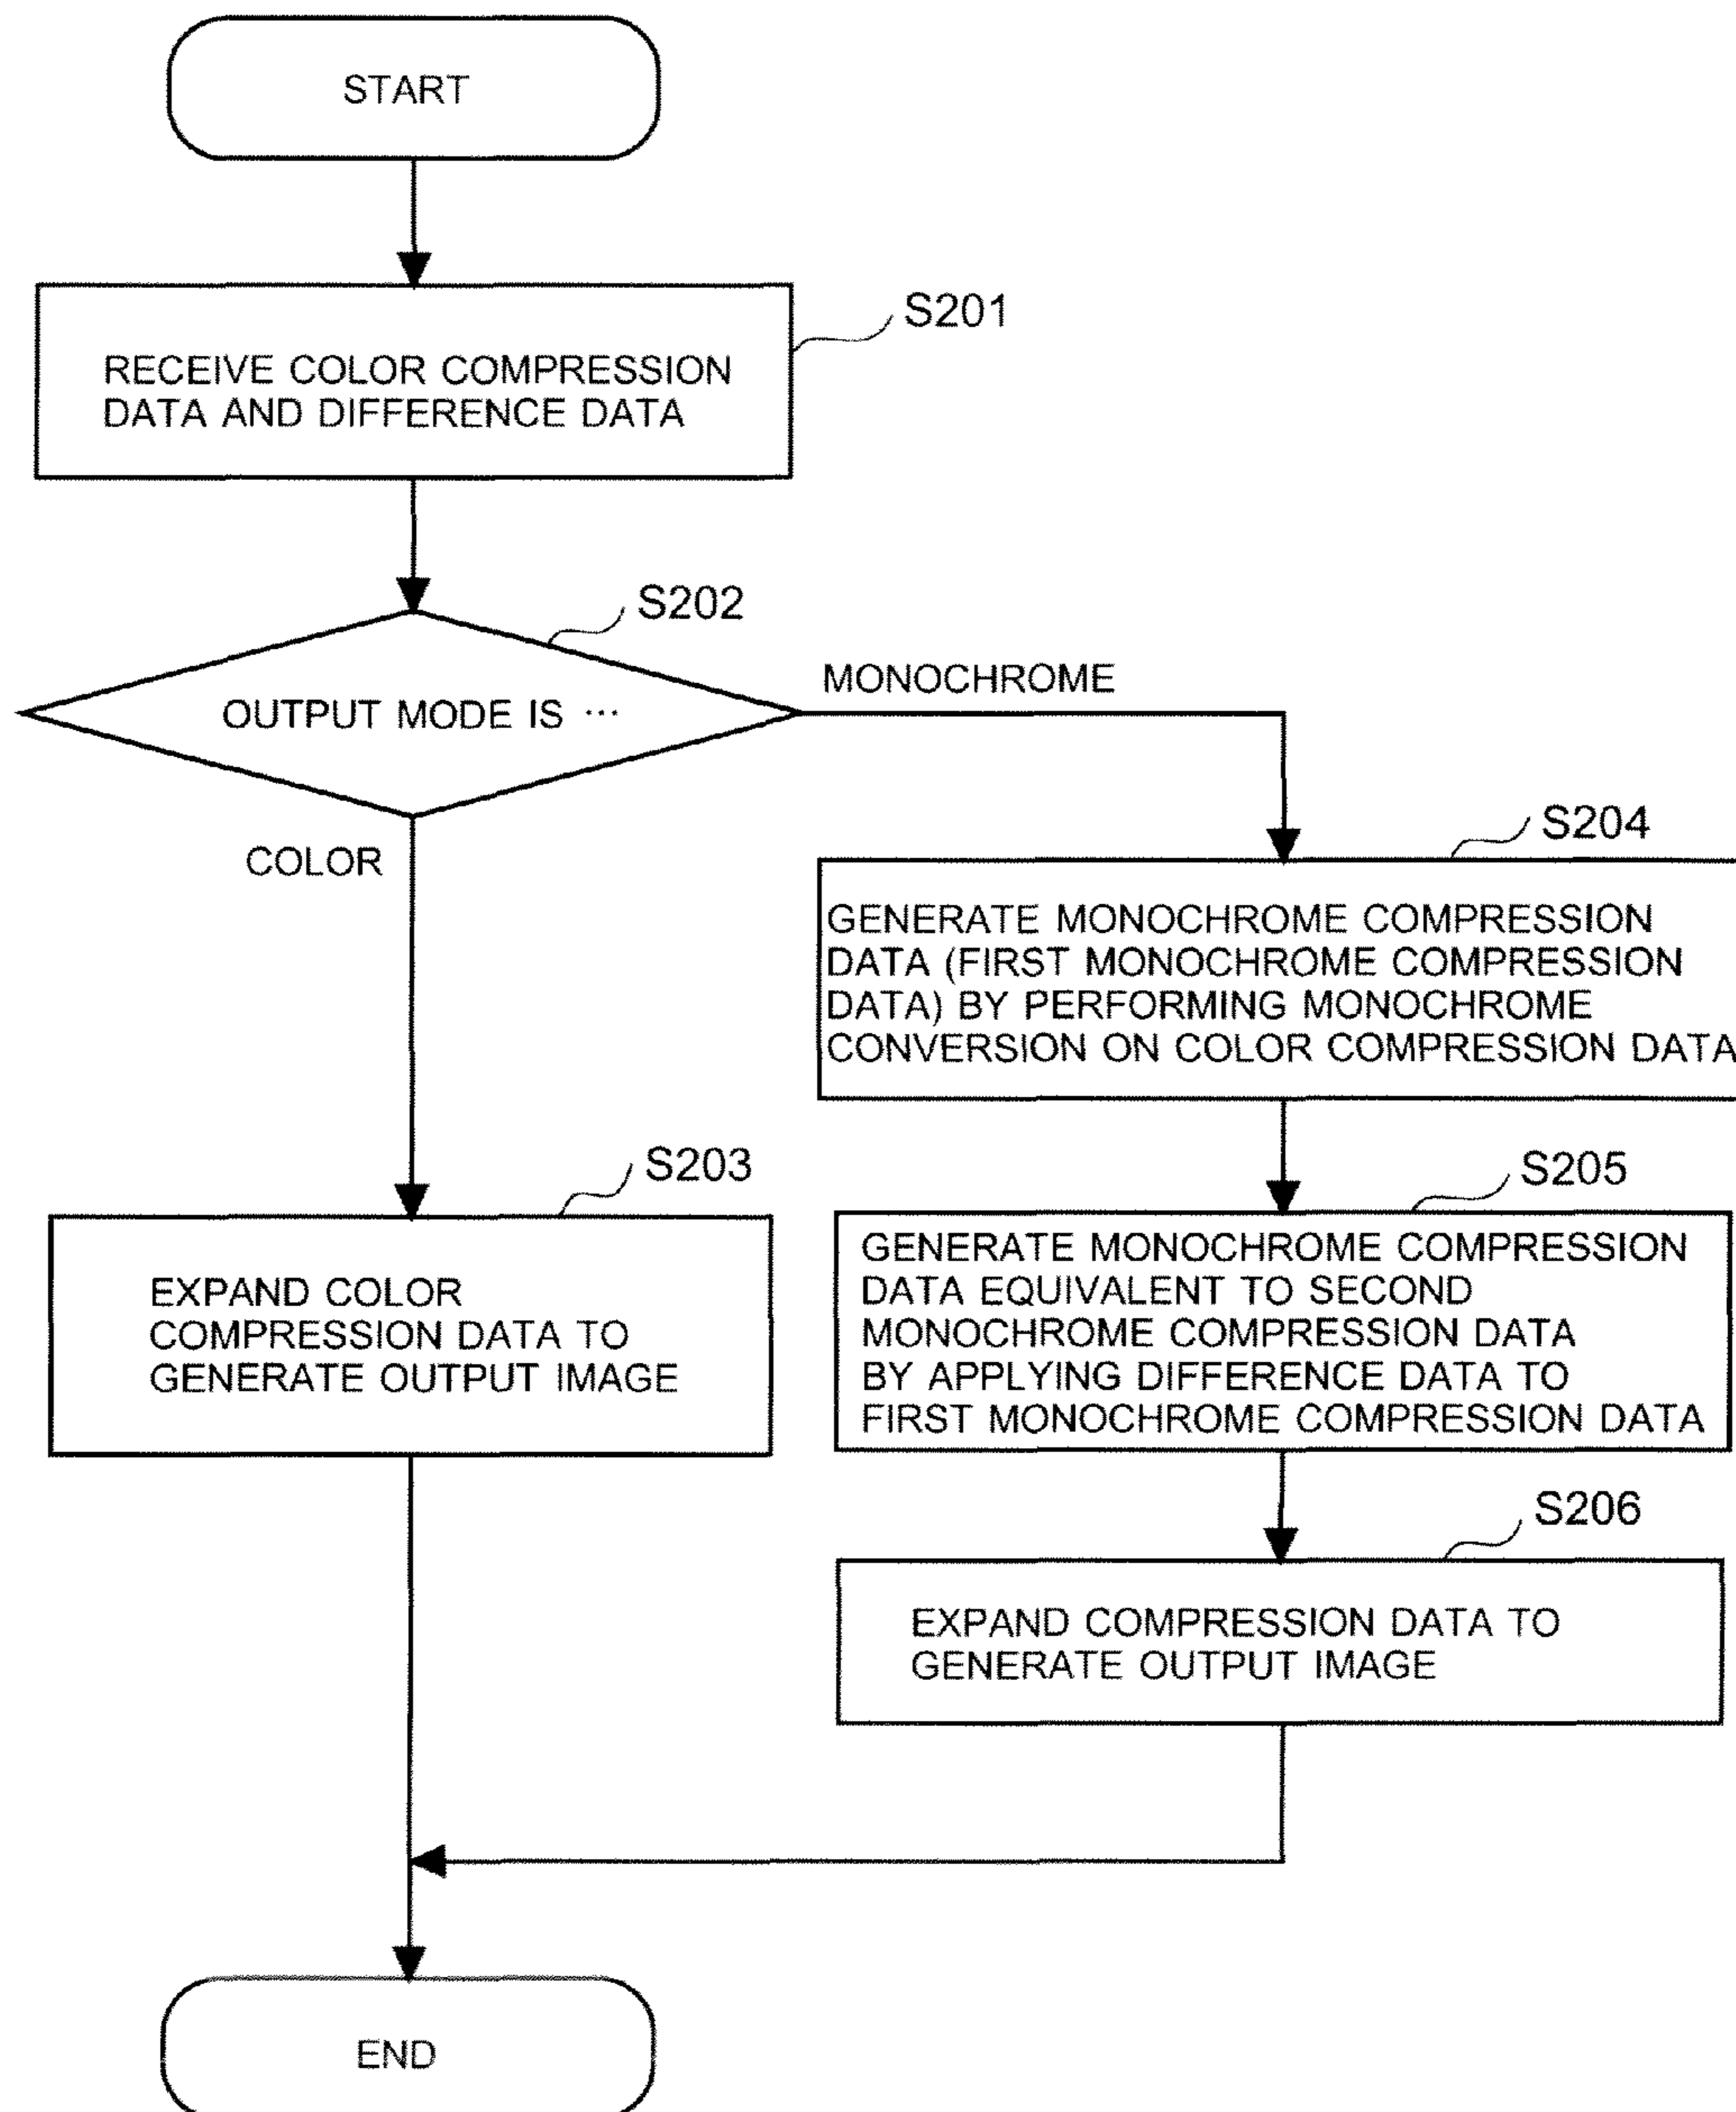 START
S201
RECEIVE COLOR COMPRESSION
DATA AND DIFFERENCE DATA
S202
OUTPUT MODE IS ···
MONOCHROME
COLOR
S204
GENERATE MONOCHROME COMPRESSION
DATA (FIRST MONOCHROME COMPRESSION
DATA) BY PERFORMING MONOCHROME
CONVERSION ON COLOR COMPRESSION DATA
S203
EXPAND COLOR
COMPRESSION DATA TO
GENERATE OUTPUT IMAGE
S205
GENERATE MONOCHROME COMPRESSION
DATA EQUIVALENT TO SECOND
MONOCHROME COMPRESSION DATA
BY APPLYING DIFFERENCE DATA TO
FIRST MONOCHROME COMPRESSION DATA
S206
EXPAND COMPRESSION DATA TO
GENERATE OUTPUT IMAGE
END